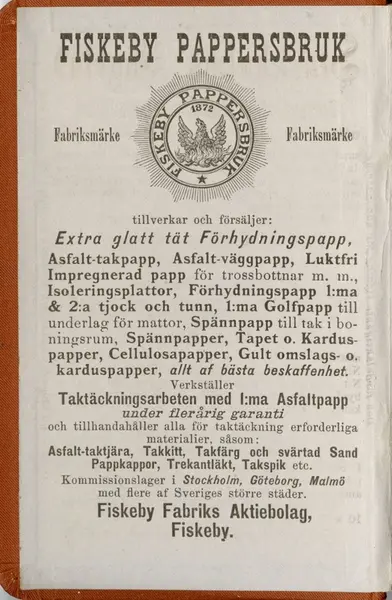 FISKEBY PAPPERSBRUK
FISKEBY PAPPERSBRUK
1872
Fabriksmärke
Fabriksmärke
tillverkar och försäljer:
Extra glatt tät Förhydningspapp,
Asfalt-takpapp, Asfalt-väggpapp, Luktfri
Impregnerad papp för trossbottnar m. m.,
Isoleringsplattor, Förhydningspapp 1:ma
& 2:a tjock och tunn, 1:ma Golfpapp till
underlag för mattor, Spännpapp till tak i bo-
ningsrum, Spännpapper, Tapet o. Kardus-
papper, Cellulosapapper, Gult omslags- o.
karduspapper, allt af bästa beskaffenhet.
Verkställer
Taktäckningsarbeten med 1:ma Asfaltpapp
under flerårig garanti
och tillhandahåller alla för taktäckning erforderliga
materialier, såsom:
Asfalt-taktjära, Takkitt, Takfärg och svärtad Sand
Pappkappor, Trekantläkt, Takspik etc.
Kommissionslager i Stockholm, Göteborg, Malmö
med flere af Sveriges större städer.
Fiskeby Fabriks Aktiebolag,
Fiskeby.